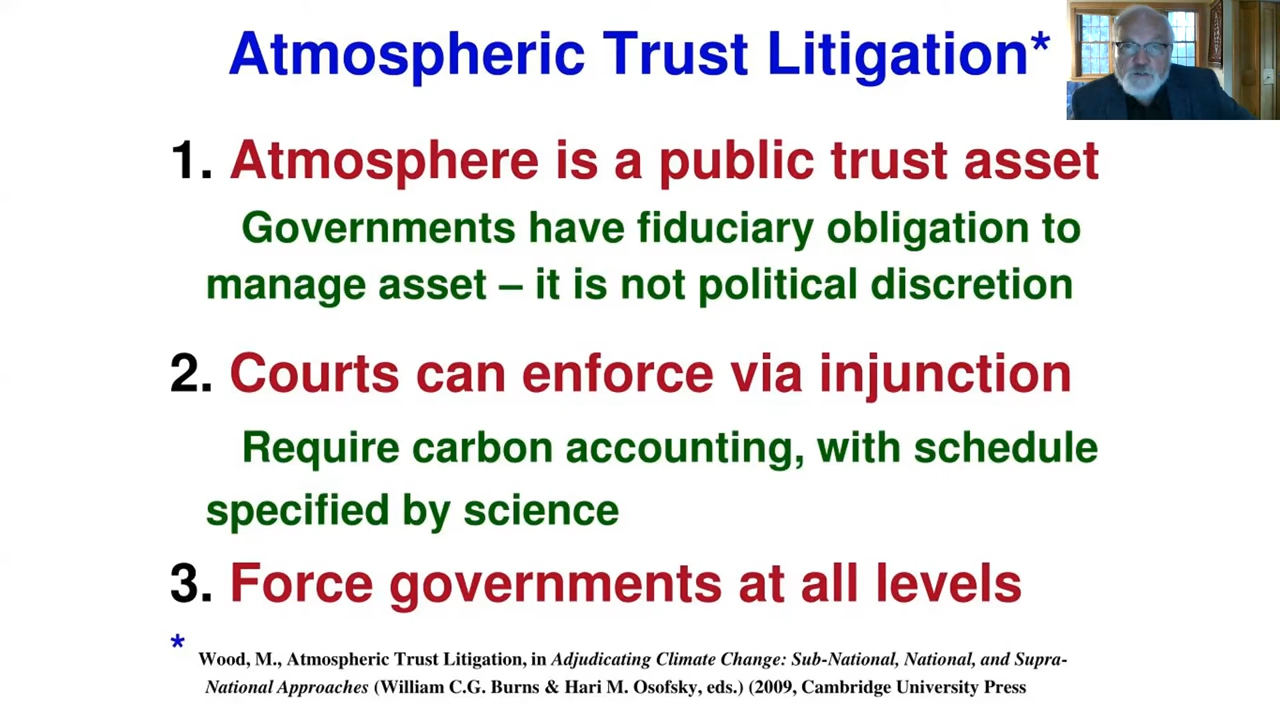 Atmospheric Trust Litigation*
1. Atmosphere is a public trust asset
Governments have fiduciary obligation to
manage asset – it is not political discretion
2. Courts can enforce via injunction
Require carbon accounting, with schedule
specified by science
3. Force governments at all levels
* Wood, M., Atmospheric Trust Litigation, in Adjudicating Climate Change: Sub-National, National, and Supra-
National Approaches (William C.G. Burns & Hari M. Osofsky, eds.) (2009, Cambridge University Press